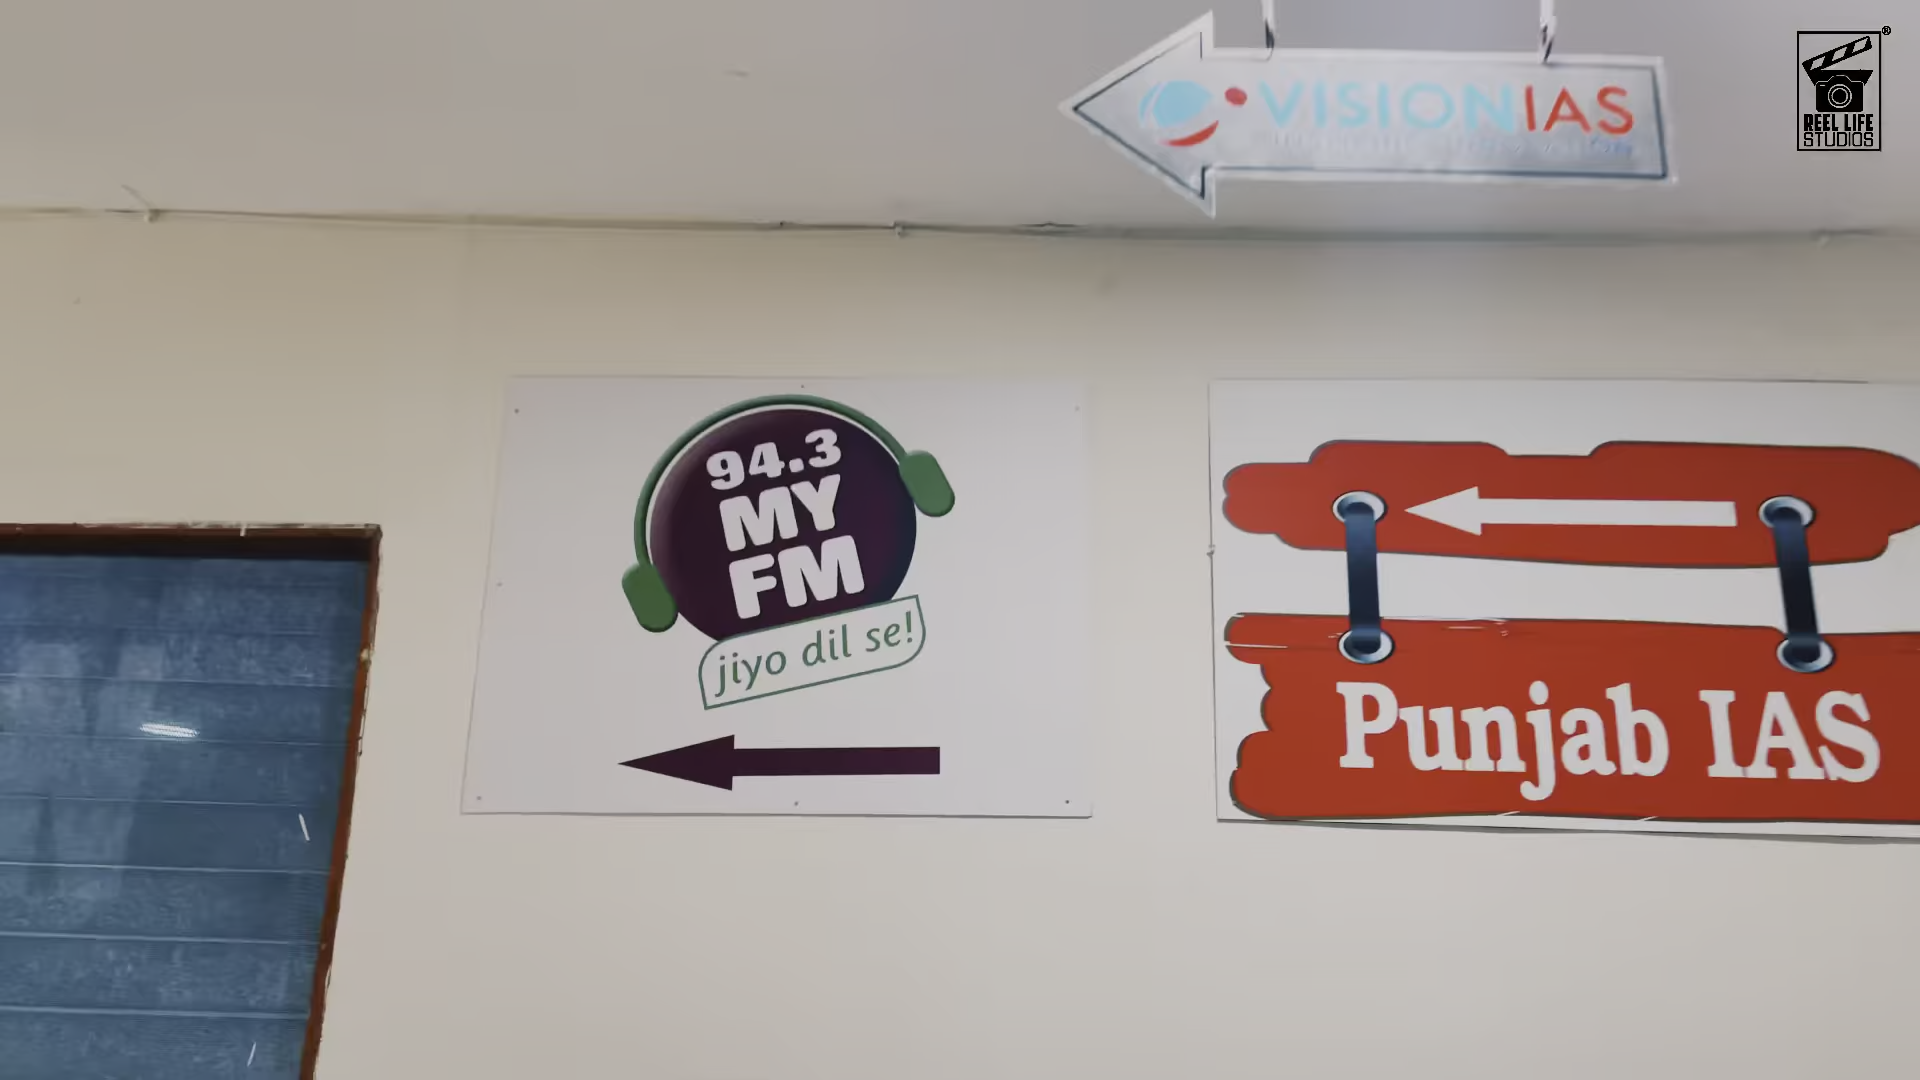 VISIONIAS
REEL LIFE
STUDIOS
94.3
MY
FM
jiyo dil se!
Punjab IAS